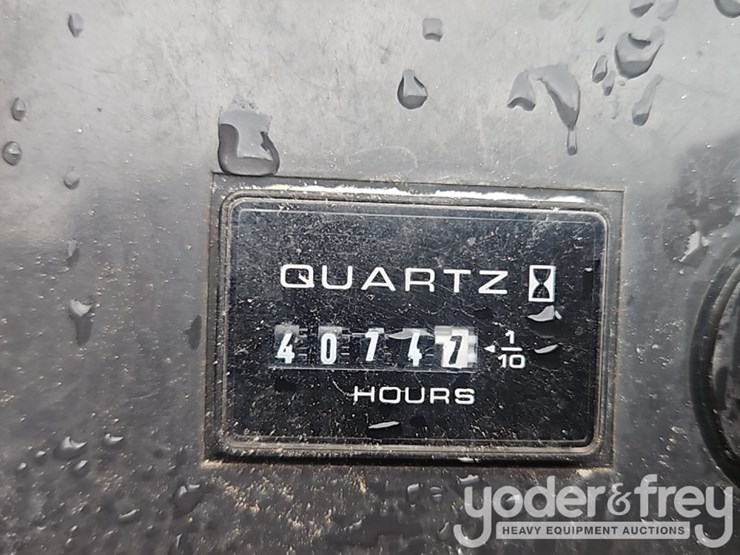 QUARTZ
40747 1/10
HOURS
yoder&frey
HEAVY EQUIPMENT AUCTIONS